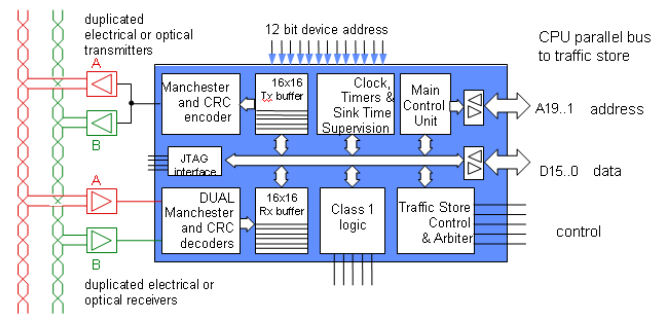 duplicated
electrical or optical
transmitters
12 bit device address
CPU parallel bus
to traffic store
A
B
Manchester
and CRC
encoder
16x16
Tx buffer
Clock,
Timers &
Sink Time
Supervision
Main
Control
Unit
A19..1 address
JTAG
interface
D15..0 data
A
B
DUAL
Manchester
and CRC
decoders
16x16
Rx buffer
Class 1
logic
Traffic Store
Control
& Arbiter
control
duplicated electrical or
optical receivers